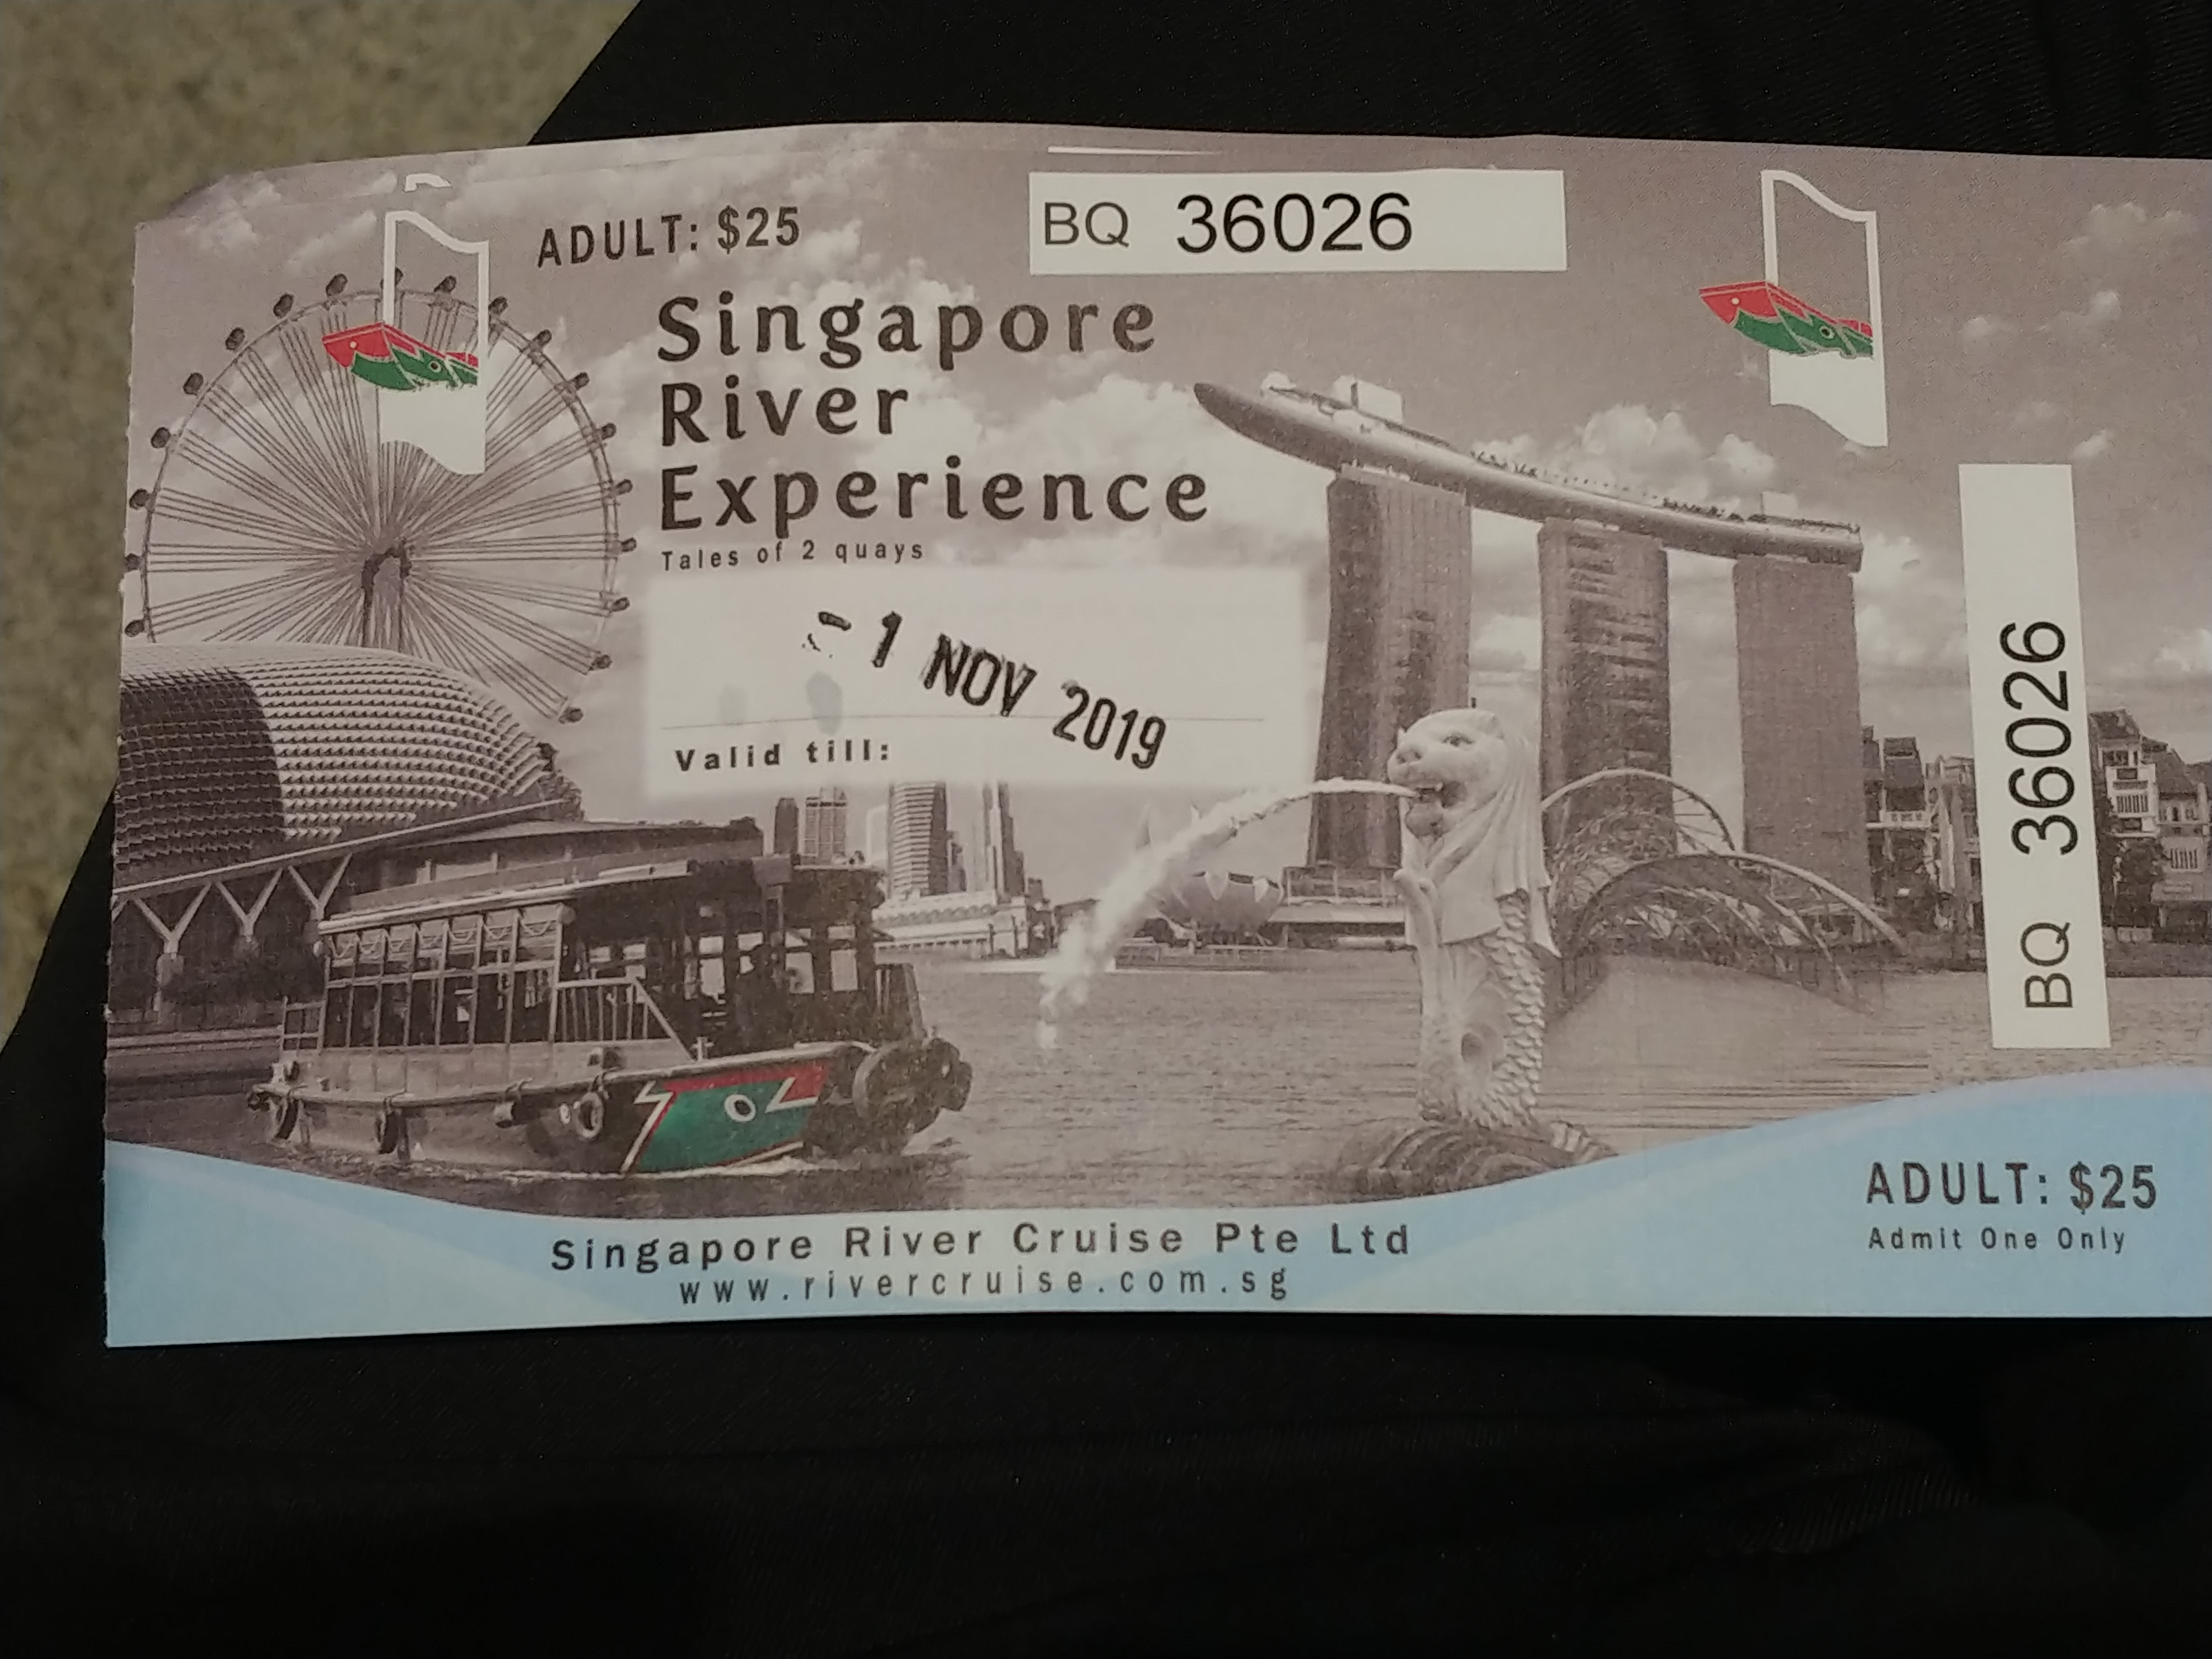 ADULT: $25
BQ 36026
Singapore
River
Experience
Tales of 2 quays
- 1 NOV 2019
Valid till:
BQ 36026
Singapore River Cruise Pte Ltd
www.rivercruise.com.sg
ADULT: $25
Admit One Only